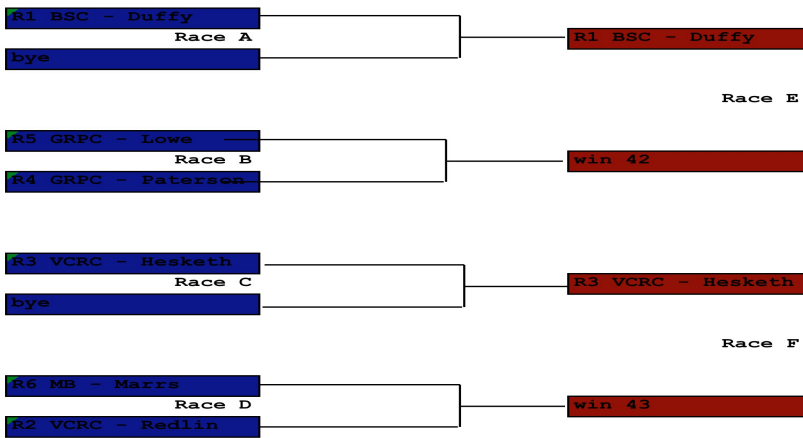 R1 BSC - Duffy
Race A
bye
R1 BSC - Duffy
Race E
R5 GRPC - Lowe
Race B
R4 GRPC - Paterson
win 42
R3 VCRC - Hesketh
Race C
bye
R3 VCRC - Hesketh
Race F
R6 MB - Marrs
Race D
R2 VCRC - Redlin
win 43